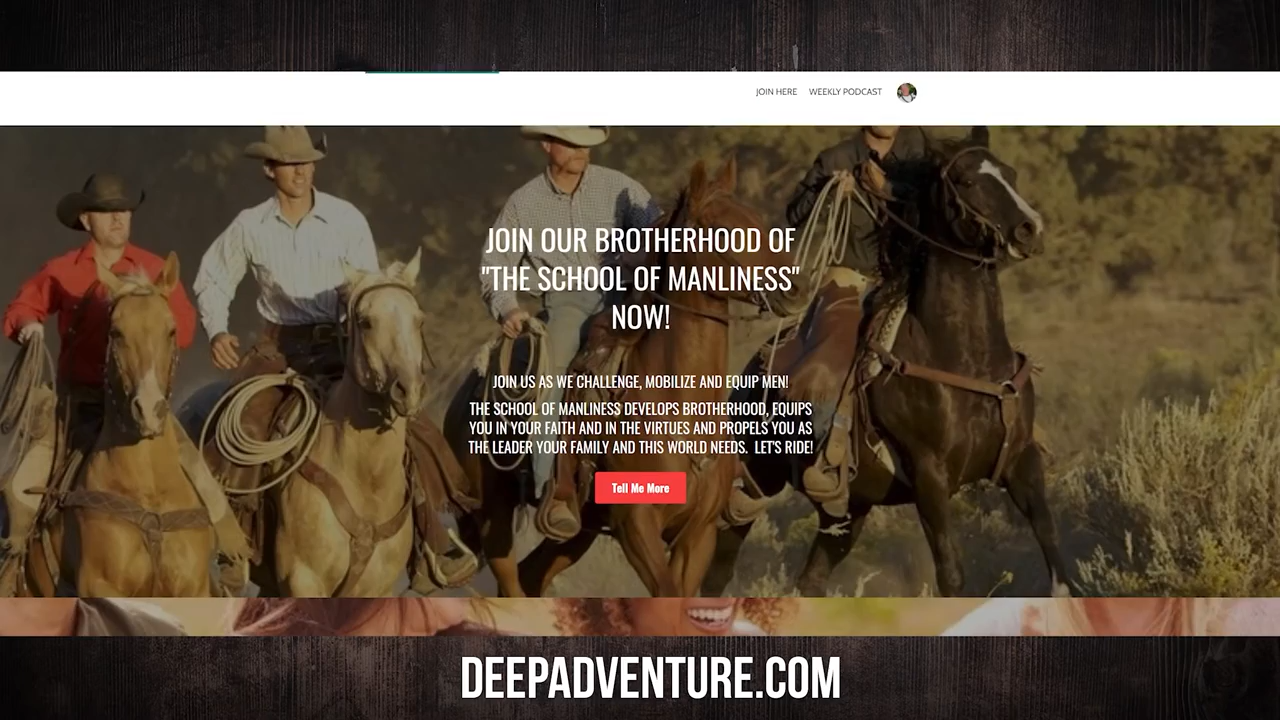 JOIN HERE WEEKLY PODCAST
JOIN OUR BROTHERHOOD OF
"THE SCHOOL OF MANLINESS"
NOW!
JOIN US AS WE CHALLENGE, MOBILIZE AND EQUIP MEN!
THE SCHOOL OF MANLINESS DEVELOPS BROTHERHOOD, EQUIPS
YOU IN YOUR FAITH AND IN THE VIRTUES AND PROPELS YOU AS
THE LEADER YOUR FAMILY AND THIS WORLD NEEDS. LET'S RIDE!
Tell Me More
DEEPADVENTURE.COM